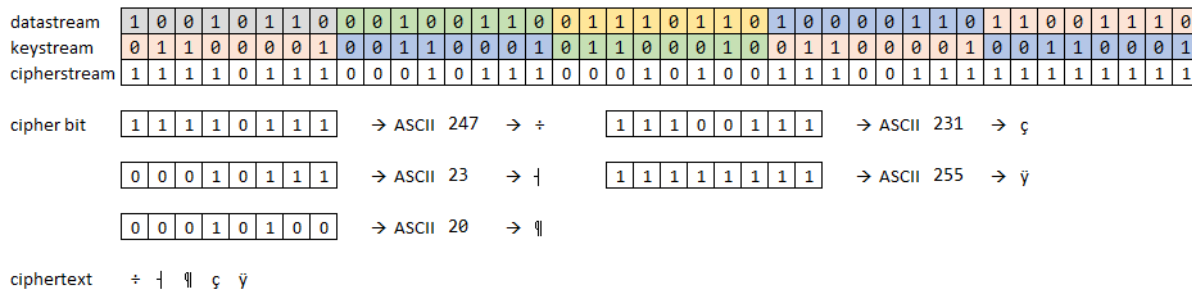 datastream 1 0 0 1 0 1 1 0 0 0 1 0 0 1 1 0 0 1 1 1 0 1 1 0 1 0 0 0 0 1 1 0 1 1 0 0 1 1 1 0
keystream 0 1 1 0 0 0 0 1 0 0 1 1 0 0 0 1 0 1 1 0 0 0 1 0 0 1 1 0 0 0 0 1 0 0 1 1 0 0 0 1
cipherstream 1 1 1 1 0 1 1 1 0 0 0 1 0 1 1 1 0 0 0 1 0 1 0 0 1 1 1 0 0 1 1 1 1 1 1 1 1 1 1 1
cipher bit 1 1 1 1 0 1 1 1 → ASCII 247 → ÷ 1 1 1 0 0 1 1 1 → ASCII 231 → ç
0 0 0 1 0 1 1 1 → ASCII 23 → ┤ 1 1 1 1 1 1 1 1 → ASCII 255 → ÿ
0 0 0 1 0 1 0 0 → ASCII 20 → ¶
ciphertext ÷ ┤ ¶ ç ÿ